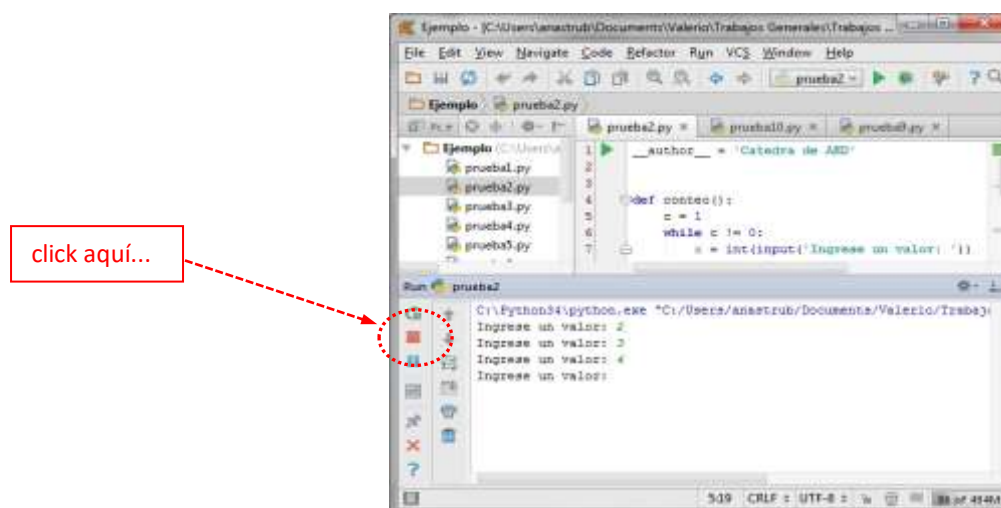 Ejemplo - [C:\Users\anastrub\Documents\Valerio\Trabajos Generales\Trabajos ...
File Edit View Navigate Code Refactor Run VCS Window Help
prueba2
Ejemplo prueba2.py
prueba2.py × prueba10.py × prueba9.py ×
Ejemplo
prueba1.py
prueba2.py
prueba3.py
prueba4.py
prueba5.py
1 __author__ = 'Catedra de
2
3
4 def conteo():
5 c = 1
6 while c != 0:
7 = int(input('Ingrese un valor: '))
click aquí...
Run prueba2
C:\Python34\python.exe "C:/Users/anastrub/Documents/Valerio/Trabajo
Ingrese un valor: 2
Ingrese un valor: 3
Ingrese un valor: 4
Ingrese un valor:
5:19 CRLF UTF-8